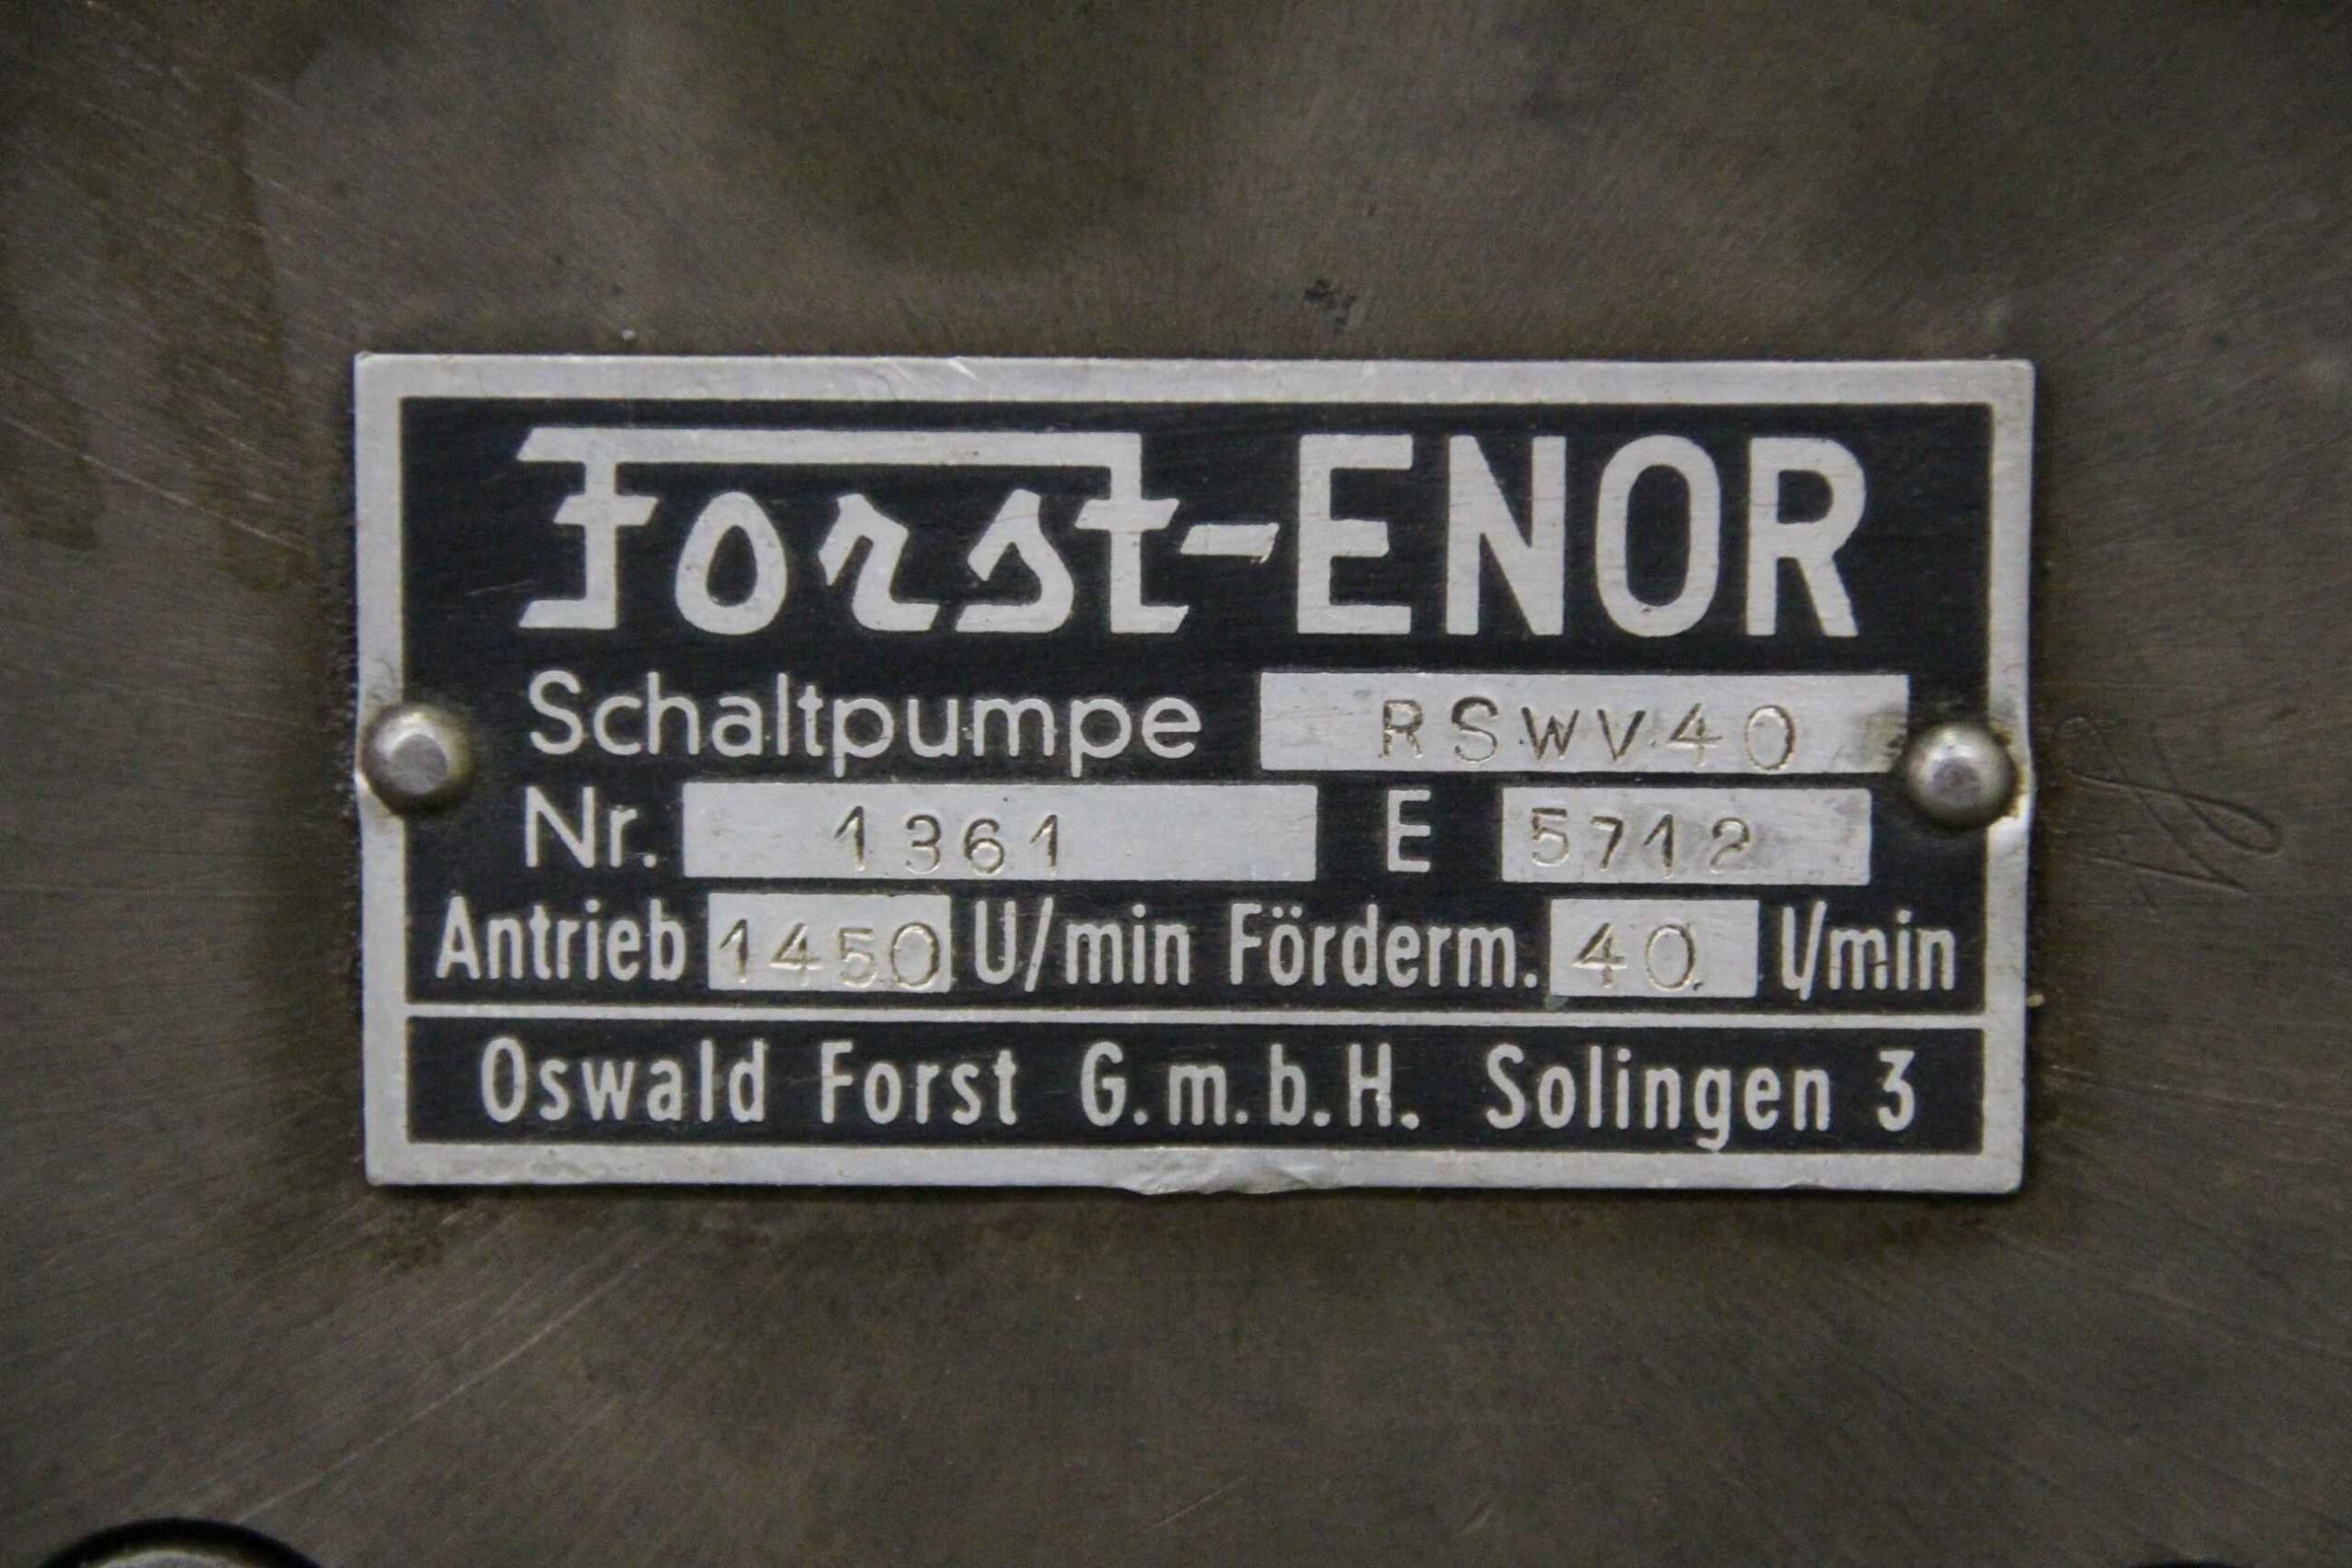 Forst-ENOR
Schaltpumpe RSWV40
Nr. 1361 E 5712
Antrieb 1450 U/min Förderm. 40 l/min
Oswald Forst G.m.b.H. Solingen 3